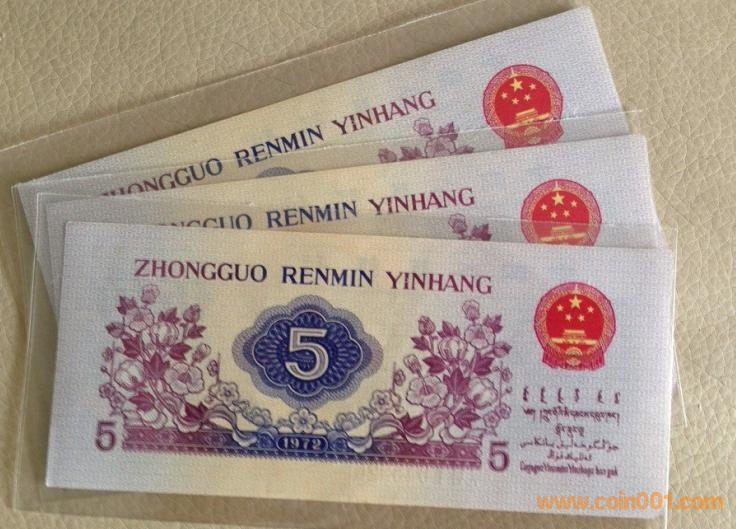 ZHONGGUO RENMIN YINHANG
ZHONGGUO RENMIN YINHANG
ZHONGGUO RENMIN YINHANG
5
1972
5
5
www.coin001.com